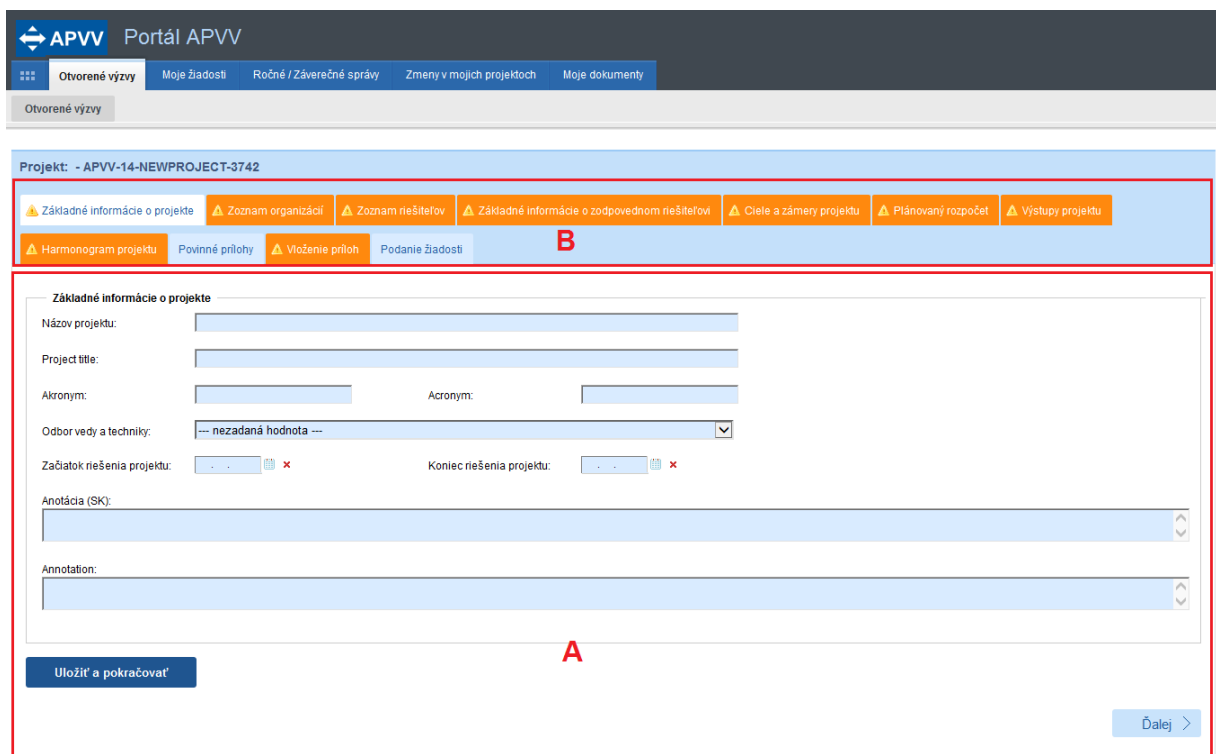 APVV Portál APVV
Otvorené výzvy Moje žiadosti Ročné / Záverečné správy Zmeny v mojich projektoch Moje dokumenty
Otvorené výzvy
Projekt: - APVV-14-NEWPROJECT-3742
Základné informácie o projekte Zoznam organizácií Zoznam riešiteľov Základné informácie o zodpovednom riešiteľovi Ciele a zámery projektu Plánovaný rozpočet Výstupy projektu
B
Harmonogram projektu Povinné prílohy Vloženie príloh Podanie žiadosti
Základné informácie o projekte
Názov projektu:
Project title:
Akronym: Acronym:
Odbor vedy a techniky: --- nezadaná hodnota ---
Začiatok riešenia projektu: . . Koniec riešenia projektu: . .
Anotácia (SK):
Annotation:
A
Uložiť a pokračovať
Ďalej